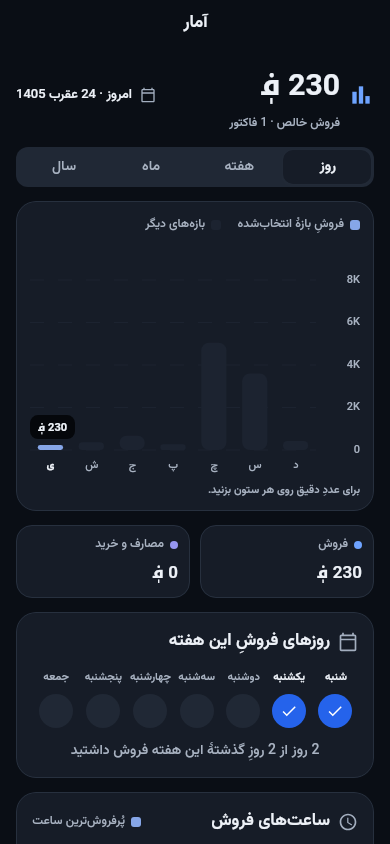 آمار
230 ؋
امروز · 24 عقرب 1405
فروش خالص · 1 فاکتور
روز
هفته
ماه
سال
فروش بازهٔ انتخاب‌شده
بازه‌های دیگر
8K
6K
4K
2K
0
230 ؋
د
س
چ
پ
ج
ش
ی
برای عددِ دقیق روی هر ستون بزنید.
فروش
230 ؋
مصارف و خرید
0 ؋
روزهای فروشِ این هفته
شنبه یکشنبه دوشنبه سه‌شنبه چهارشنبه پنجشنبه جمعه
2 روز از 2 روزِ گذشتهٔ این هفته فروش داشتید
ساعت‌های فروش
پُرفروش‌ترین ساعت